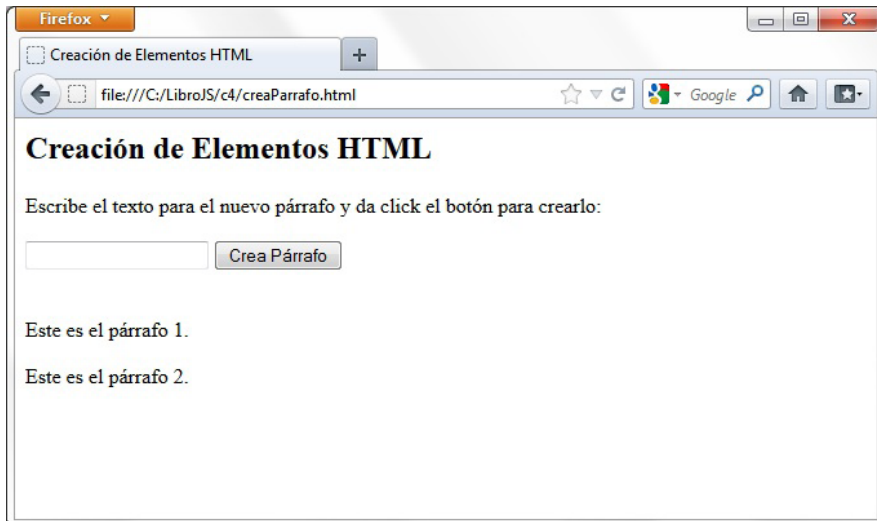 Firefox
Creación de Elementos HTML
file:///C:/LibroJS/c4/creaParrafo.html
Google
Creación de Elementos HTML
Escribe el texto para el nuevo párrafo y da click el botón para crearlo:
Crea Párrafo
Este es el párrafo 1.
Este es el párrafo 2.